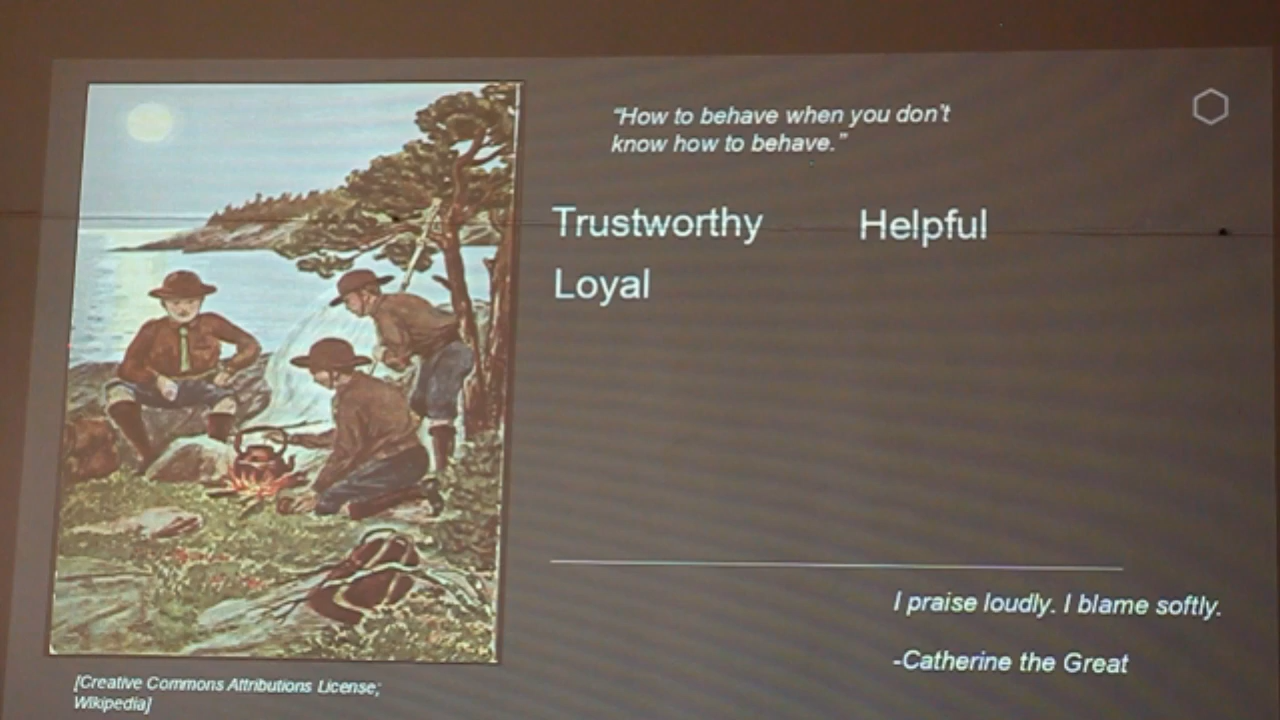 “How to behave when you don’t
know how to behave.”
Trustworthy Helpful
Loyal
I praise loudly. I blame softly.
-Catherine the Great
[Creative Commons Attributions License;
Wikipedia]